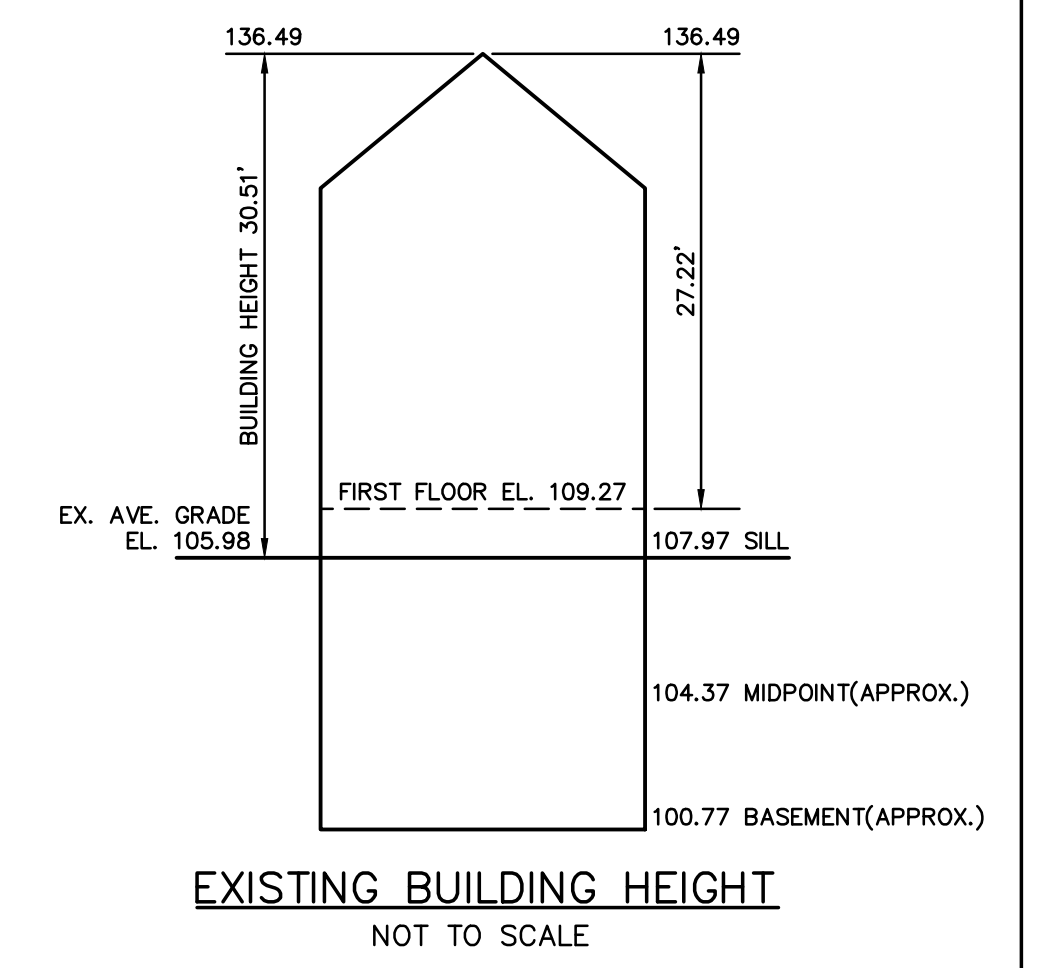 136.49
136.49
BUILDING HEIGHT 30.51'
27.22'
FIRST FLOOR EL. 109.27
EX. AVE. GRADE
EL. 105.98
107.97 SILL
104.37 MIDPOINT(APPROX.)
100.77 BASEMENT(APPROX.)
EXISTING BUILDING HEIGHT
NOT TO SCALE